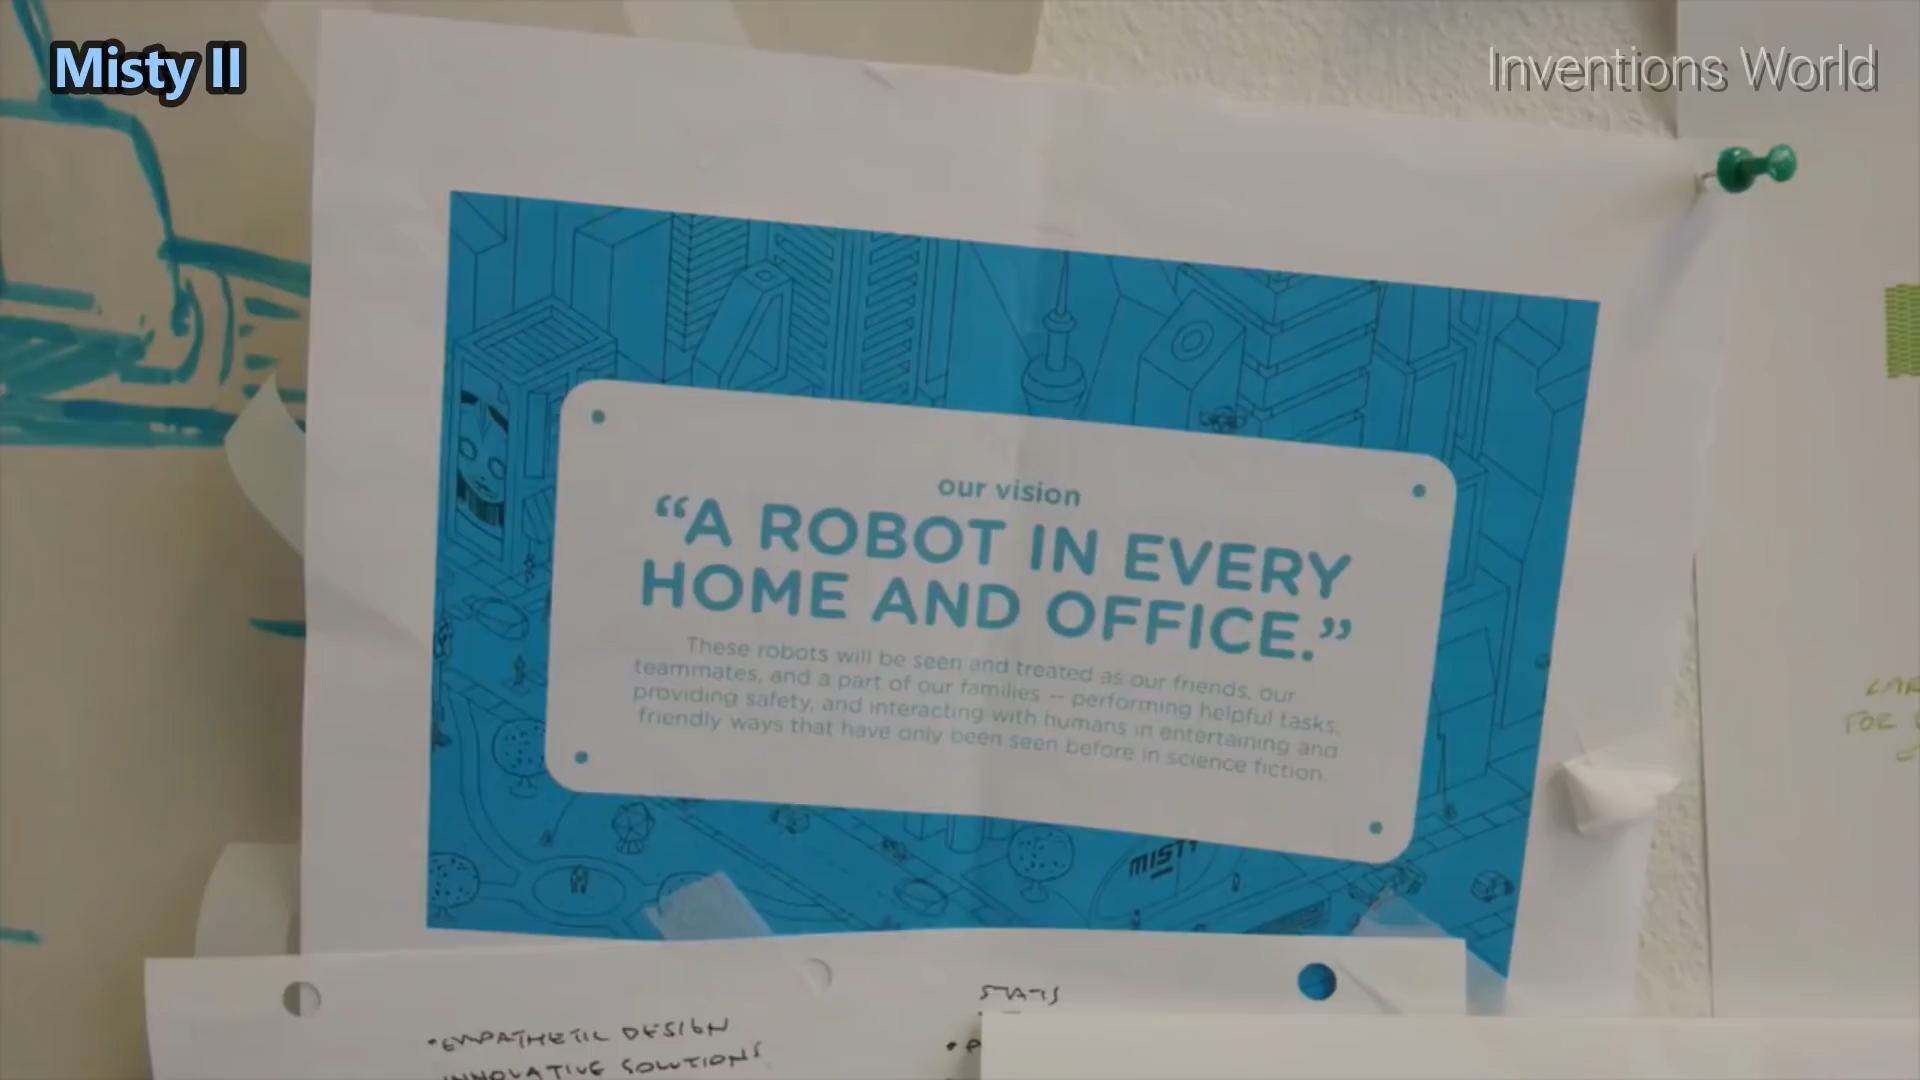 Misty II
Inventions World
our vision
“A ROBOT IN EVERY
HOME AND OFFICE.”
These robots will be seen and treated as our friends, our
teammates, and a part of our families -- performing helpful tasks,
providing safety, and interacting with humans in entertaining and
friendly ways that have only been seen before in science fiction.
MISTY
STATS
•EMPATHETIC DESIGN
INNOVATIVE SOLUTIONS
FOR